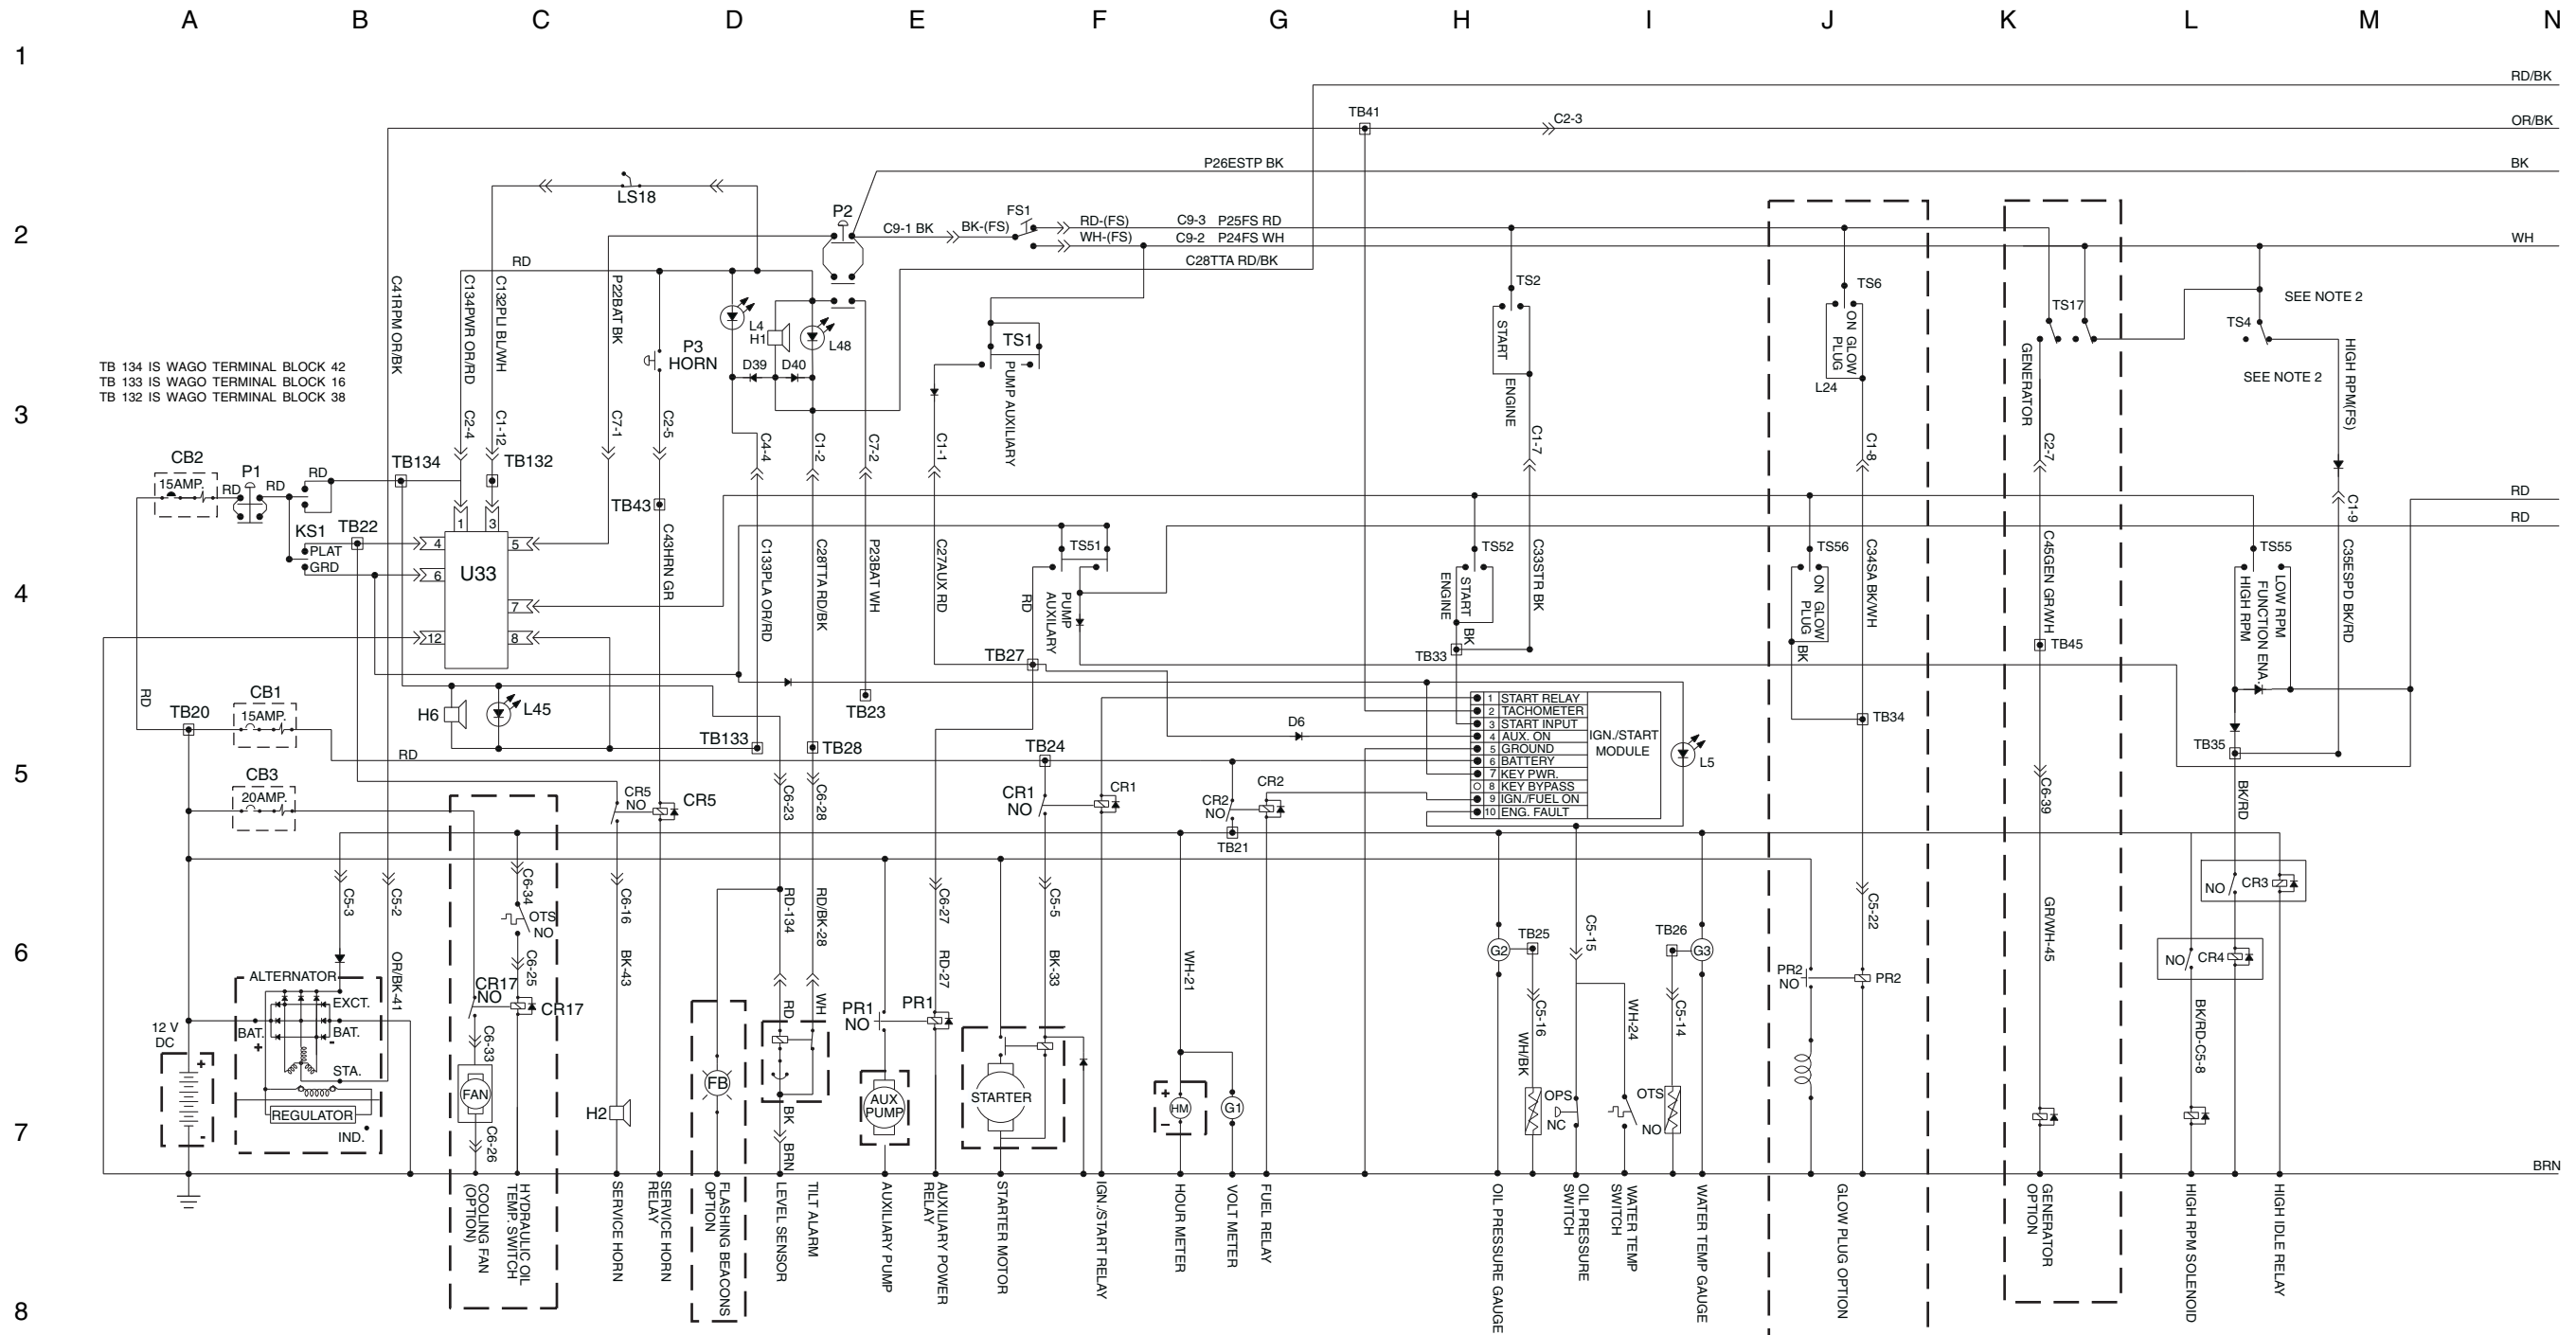 A B C D E F G H I J K L M N
1
RD/BK
TB41
C2-3
OR/BK
P26ESTP BK
BK
LS18
P2
FS1
2
C9-1 BK
BK-(FS)
RD-(FS)
C9-3 P25FS RD
WH-(FS)
C9-2 P24FS WH
WH
RD
C28TTA RD/BK
C41RPM OR/BK
C134PWR OR/RD
C132PLI BL/WH
P22BAT BK
TS2
TS6
TS17
SEE NOTE 2
TS4
L4
H1
L48
P3
HORN
D39
D40
TS1
START
ENGINE
ON GLOW
PLUG
L24
GENERATOR
SEE NOTE 2
HIGH RPM(FS)
TB 134 IS WAGO TERMINAL BLOCK 42
TB 133 IS WAGO TERMINAL BLOCK 16
TB 132 IS WAGO TERMINAL BLOCK 38
PUMP AUXILIARY
3
C2-4
C1-12
C7-1
C2-5
C4-4
C1-2
C7-2
C1-1
C1-7
C1-8
C2-7
C1-9
CB2
15AMP.
P1
RD
RD
RD
TB134
TB132
TB43
RD
RD
KS1
TB22
PLAT
GRD
1
3
4
5
6
7
12
8
U33
C43HRN GR
C133PLA OR/RD
C28TTA RD/BK
P23BAT WH
C27AUX RD
TS51
TS52
C33STR BK
TS56
C34SA BK/WH
C45GEN GR/WH
TS55
C35ESPD BK/RD
4
RD
PUMP
AUXILARY
START
ENGINE
BK
ON GLOW
PLUG
BK
HIGH RPM
FUNCTION ENA.
LOW RPM
TB45
TB27
TB33
RD
TB20
CB1
15AMP.
H6
L45
TB23
TB133
TB28
D6
1 START RELAY
2 TACHOMETER
3 START INPUT
4 AUX. ON
5 GROUND
6 BATTERY
7 KEY PWR.
8 KEY BYPASS
9 IGN./FUEL ON
10 ENG. FAULT
IGN./START
MODULE
L5
TB34
TB35
RD
TB24
5
CB3
20AMP.
CR5
NO
CR5
C6-23
C6-28
CR1
NO
CR1
CR2
NO
CR2
TB21
C6-39
BK/RD
C5-3
C5-2
C6-34
OTS
NO
C6-16
RD-134
RD/BK-28
C6-27
C5-5
C5-15
C5-22
NO
CR3
6
OR/BK-41
C6-25
BK-43
RD-27
BK-33
WH-21
G2
TB25
TB26
G3
GR/WH-45
NO
CR4
ALTERNATOR
EXCT.
BAT.
+
BAT.
-
STA.
REGULATOR
IND.
12 V
DC
+
-
CR17
NO
CR17
C6-33
FAN
C6-26
RD
WH
PR1
NO
PR1
C5-16
WH/BK
WH-24
C5-14
PR2
NO
PR2
BK/RD-C5-8
H2
FB
BK
BRN
AUX
PUMP
STARTER
+
HM
-
G1
OPS
NC
OTS
NO
7
BRN
COOLING FAN
(OPTION)
HYDRAULIC OIL
TEMP. SWITCH
SERVICE HORN
SERVICE HORN
RELAY
FLASHING BEACONS
OPTION
LEVEL SENSOR
TILT ALARM
AUXILIARY PUMP
AUXILIARY POWER
RELAY
STARTER MOTOR
IGN./START RELAY
HOUR METER
VOLT METER
FUEL RELAY
OIL PRESSURE GAUGE
OIL PRESSURE
SWITCH
WATER TEMP
SWITCH
WATER TEMP GAUGE
GLOW PLUG OPTION
GENERATOR
OPTION
HIGH RPM SOLENOID
HIGH IDLE RELAY
8